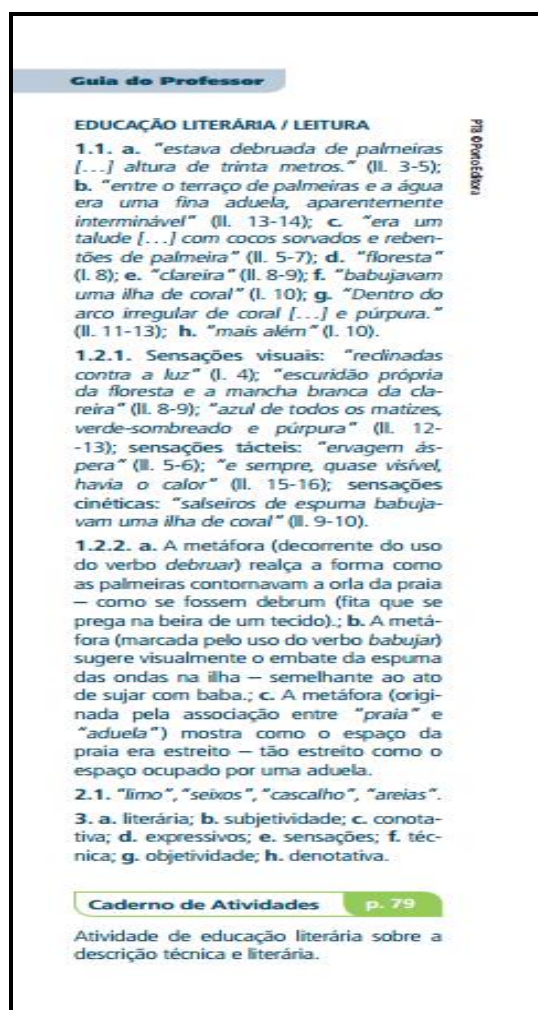 Guia do Professor
EDUCAÇÃO LITERÁRIA / LEITURA
1.1. a. "estava debruada de palmeiras
[...] altura de trinta metros." (ll. 3-5);
b. "entre o terraço de palmeiras e a água
era uma fina aduela, aparentemente
interminável" (ll. 13-14); c. "era um
talude [...] com cocos sorvados e reben-
tões de palmeira" (ll. 5-7); d. "floresta"
(l. 8); e. "clareira" (ll. 8-9); f. "babujavam
uma ilha de coral" (l. 10); g. "Dentro do
arco irregular de coral [...] e púrpura."
(ll. 11-13); h. "mais além" (l. 10).
1.2.1. Sensações visuais: "reclinadas
contra a luz" (l. 4); "escuridão própria
da floresta e a mancha branca da cla-
reira" (ll. 8-9); "azul de todos os matizes,
verde-sombreado e púrpura" (ll. 12-
-13); sensações tácteis: "ervagem ás-
pera" (ll. 5-6); "e sempre, quase visível,
havia o calor" (ll. 15-16); sensações
cinéticas: "salseiros de espuma babuja-
vam uma ilha de coral" (ll. 9-10).
1.2.2. a. A metáfora (decorrente do uso
do verbo debruar) realça a forma como
as palmeiras contornavam a orla da praia
– como se fossem debrum (fita que se
prega na beira de um tecido).; b. A metá-
fora (marcada pelo uso do verbo babujar)
sugere visualmente o embate da espuma
das ondas na ilha – semelhante ao ato
de sujar com baba.; c. A metáfora (origi-
nada pela associação entre "praia" e
"aduela") mostra como o espaço da
praia era estreito – tão estreito como o
espaço ocupado por uma aduela.
2.1. "limo", "seixos", "cascalho", "areias".
3. a. literária; b. subjetividade; c. conota-
tiva; d. expressivos; e. sensações; f. téc-
nica; g. objetividade; h. denotativa.
Caderno de Atividades p. 79
Atividade de educação literária sobre a
descrição técnica e literária.
PT8 © Porto Editora